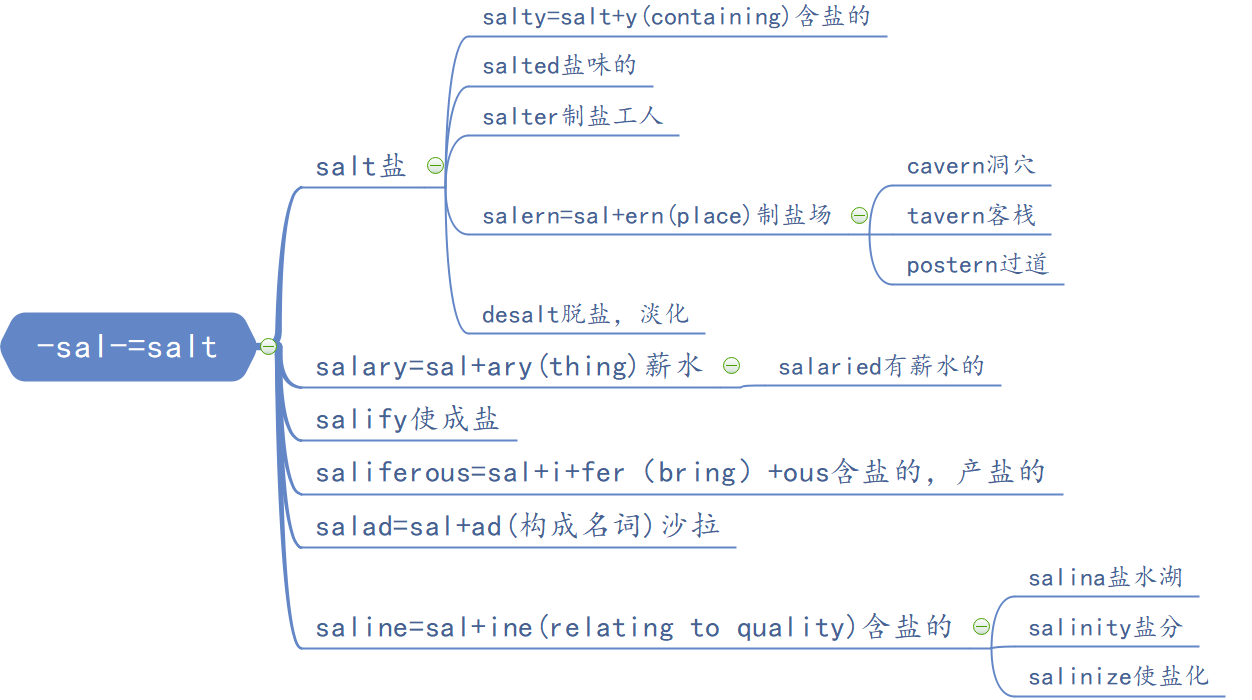 -sal-=salt
salt盐
salty=salt+y(containing)含盐的
salted盐味的
salter制盐工人
salern=sal+ern(place)制盐场
cavern洞穴
tavern客栈
postern过道
desalt脱盐，淡化
salary=sal+ary(thing)薪水
salaried有薪水的
salify使成盐
saliferous=sal+i+fer（bring）+ous含盐的，产盐的
salad=sal+ad(构成名词)沙拉
saline=sal+ine(relating to quality)含盐的
salina盐水湖
salinity盐分
salinize使盐化